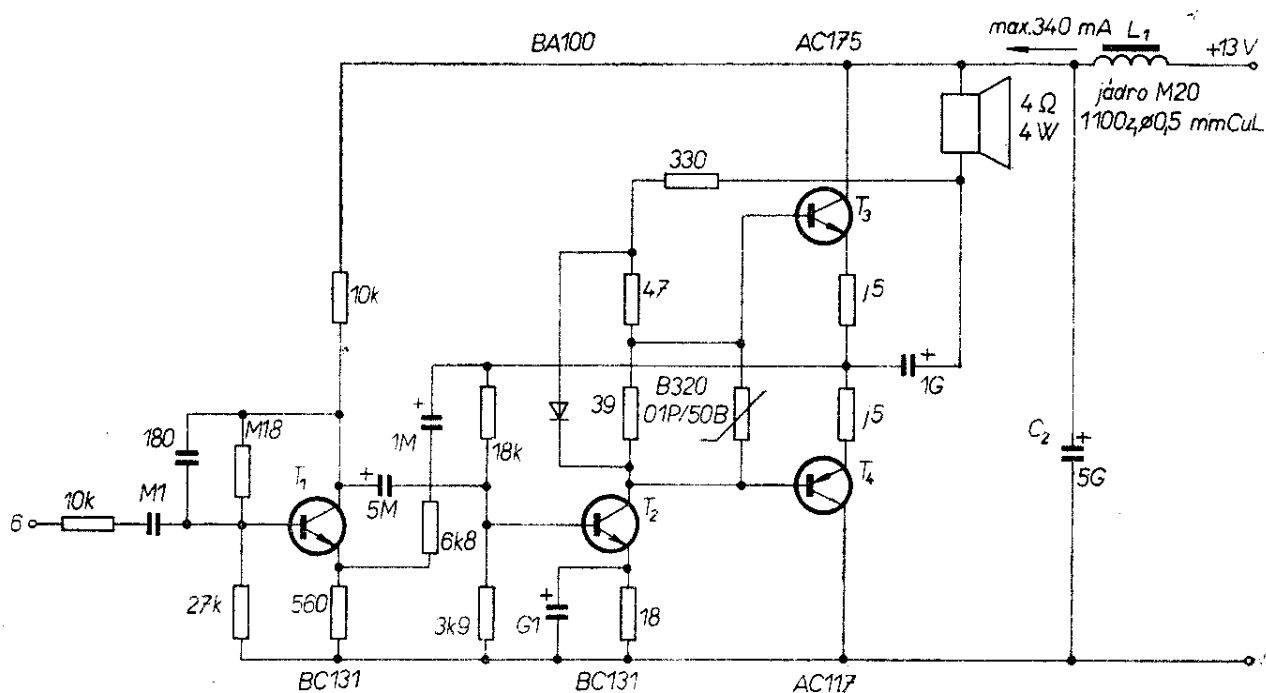 BA100
AC175
max. 340 mA
L1
+13 V
jádro M20
1100z,ø0,5 mmCuL
4 Ω
4 W
330
T3
10k
47
j5
+
1G
B320
01P/50B
39
j5
180
M18
+
1M
18k
C2
+
5G
T1
+
5M
T2
T4
6
10k
M1
6k8
27k
560
3k9
+
G1
18
BC131
BC131
AC117